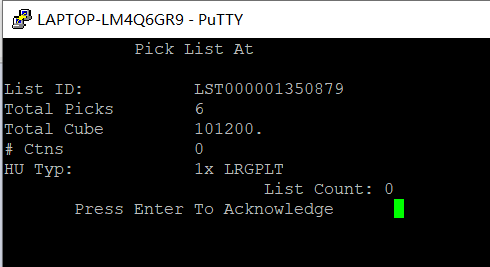 LAPTOP-LM4Q6GR9 - PuTTY
Pick List At
List ID: LST000001350879
Total Picks 6
Total Cube 101200.
# Ctns 0
HU Typ: 1x LRGPLT
List Count: 0
Press Enter To Acknowledge